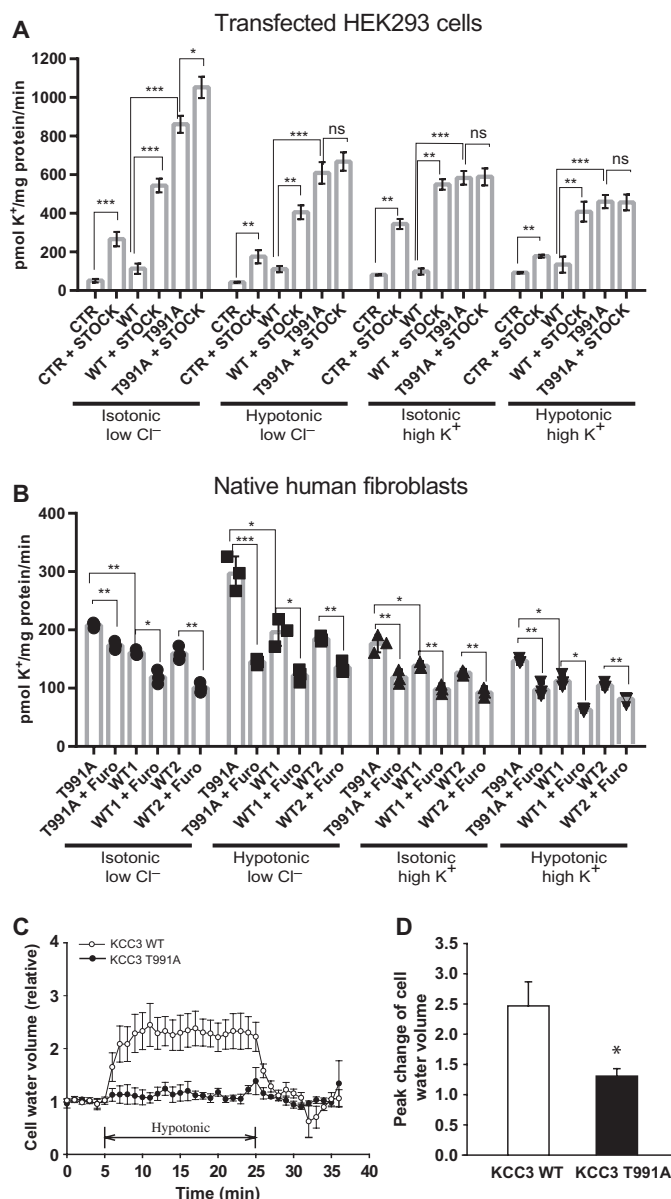 A
Transfected HEK293 cells
pmol K+/mg protein/min
1200
1000
800
600
400
200
0
***
***
***
*
**
**
***
ns
**
**
***
ns
**
**
***
ns
CTR
CTR + STOCK
WT
WT + STOCK
T991A
T991A + STOCK
CTR
CTR + STOCK
WT
WT + STOCK
T991A
T991A + STOCK
CTR
CTR + STOCK
WT
WT + STOCK
T991A
T991A + STOCK
CTR
CTR + STOCK
WT
WT + STOCK
T991A
T991A + STOCK
Isotonic
low Cl−
Hypotonic
low Cl−
Isotonic
high K+
Hypotonic
high K+
B
Native human fibroblasts
pmol K+/mg protein/min
400
300
200
100
0
**
**
*
**
*
***
*
**
*
**
**
**
*
**
*
**
T991A
T991A + Furo
WT1
WT1 + Furo
WT2
WT2 + Furo
T991A
T991A + Furo
WT1
WT1 + Furo
WT2
WT2 + Furo
T991A
T991A + Furo
WT1
WT1 + Furo
WT2
WT2 + Furo
T991A
T991A + Furo
WT1
WT1 + Furo
WT2
WT2 + Furo
Isotonic
low Cl−
Hypotonic
low Cl−
Isotonic
high K+
Hypotonic
high K+
C
Cell water volume (relative)
4
3
2
1
0
KCC3 WT
KCC3 T991A
Hypotonic
0 5 10 15 20 25 30 35 40
Time (min)
D
Peak change of cell
water volume
3.5
3.0
2.5
2.0
1.5
1.0
0.5
0.0
*
KCC3 WT KCC3 T991A